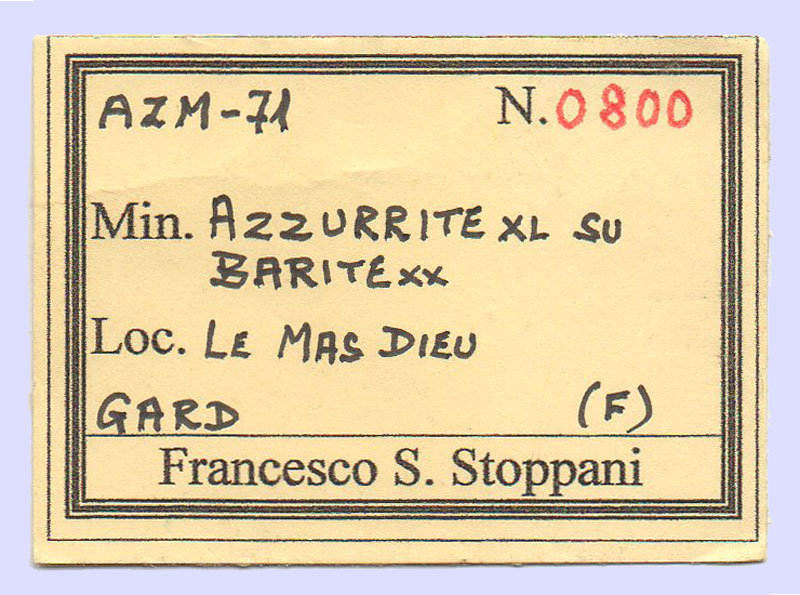 AZM-71 N. 0800
Min. AZZURRITE XL SU
BARITE XX
Loc. LE MAS DIEU
GARD (F)
Francesco S. Stoppani